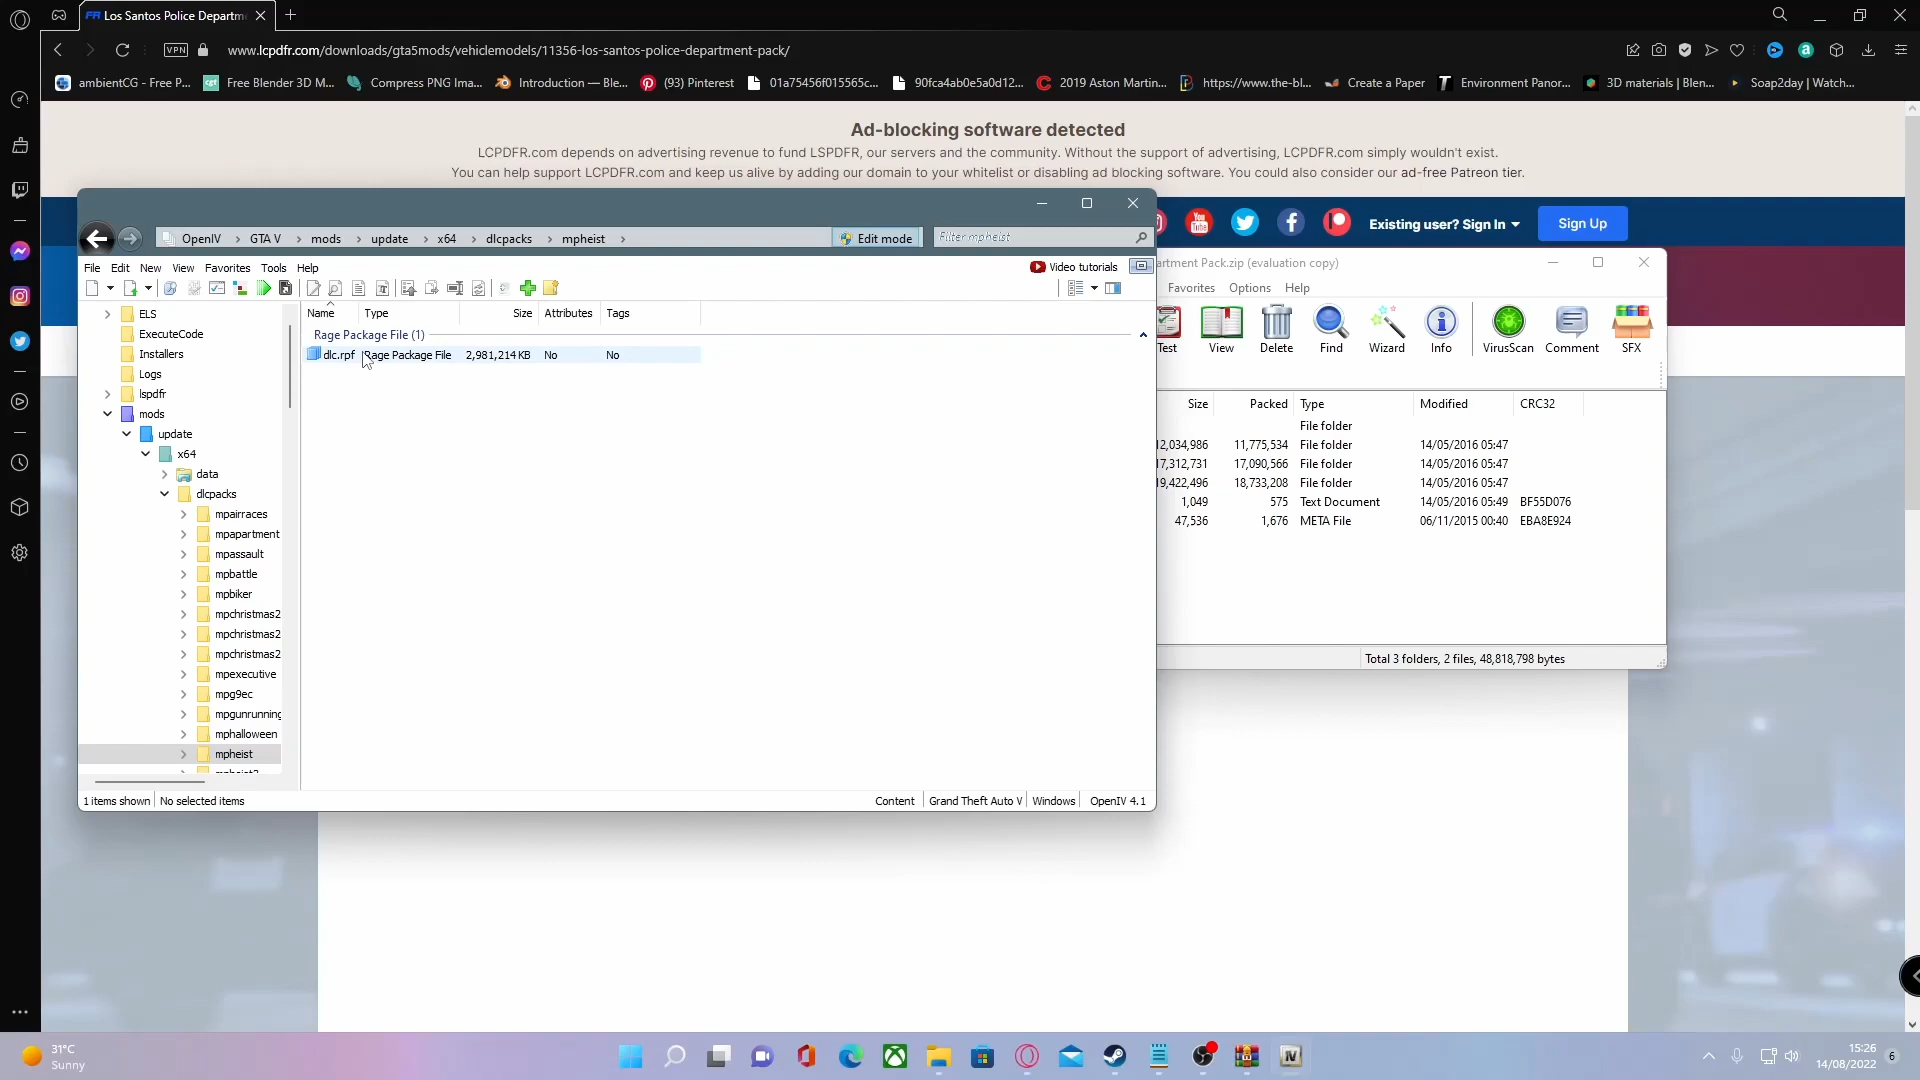 Los Santos Police Departm
VPN
www.lcpdfr.com/downloads/gta5mods/vehiclemodels/11356-los-santos-police-department-pack/
ambientCG - Free P...
Free Blender 3D M...
Compress PNG Ima...
Introduction — Ble...
(93) Pinterest
01a75456f015565c...
90fca4ab0e5a0d12...
2019 Aston Martin...
https://www.the-bl...
Create a Paper
Environment Panor...
3D materials | Blen...
Soap2day | Watch...
Ad-blocking software detected
LCPDFR.com depends on advertising revenue to fund LSPDFR, our servers and the community. Without the support of advertising, LCPDFR.com simply wouldn't exist.
You can help support LCPDFR.com and keep us alive by adding our domain to your whitelist or disabling ad blocking software. You could also consider our ad-free Patreon tier.
Existing user? Sign In
Sign Up
OpenIV
GTA V
mods
update
x64
dlcpacks
mpheist
Edit mode
Filter mpheist
File
Edit
New
View
Favorites
Tools
Help
Video tutorials
ELS
ExecuteCode
Installers
Logs
lspdfr
mods
update
x64
data
dlcpacks
mpairraces
mpapartment
mpassault
mpbattle
mpbiker
mpchristmas2
mpchristmas2
mpchristmas2
mpexecutive
mpg9ec
mpgunrunning
mphalloween
mpheist
Name
Type
Size
Attributes
Tags
Rage Package File (1)
dlc.rpf
Rage Package File
2,981,214 KB
No
No
1 items shown
No selected items
Content
Grand Theft Auto V
Windows
OpenIV 4.1
artment Pack.zip (evaluation copy)
Favorites
Options
Help
Test
View
Delete
Find
Wizard
Info
VirusScan
Comment
SFX
Size
Packed
Type
Modified
CRC32
File folder
2,034,986 11,775,534 File folder 14/05/2016 05:47
17,312,731 17,090,566 File folder 14/05/2016 05:47
19,422,496 18,733,208 File folder 14/05/2016 05:47
1,049 575 Text Document 14/05/2016 05:49 BF55D076
47,536 1,676 META File 06/11/2015 00:40 EBA8E924
Total 3 folders, 2 files, 48,818,798 bytes
31°C
Sunny
15:26
14/08/2022
6